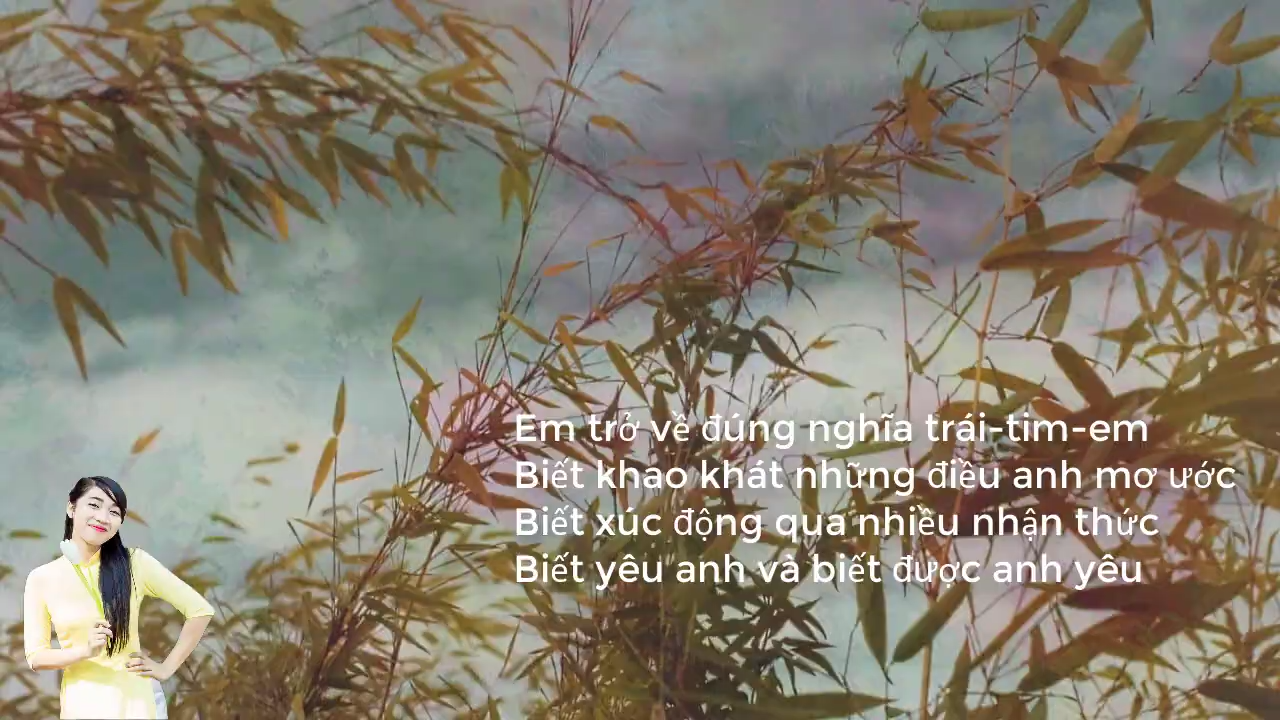 Em trở về đúng nghĩa trái-tim-em
Biết khao khát những điều anh mơ ước
Biết xúc động qua nhiều nhận thức
Biết yêu anh và biết được anh yêu